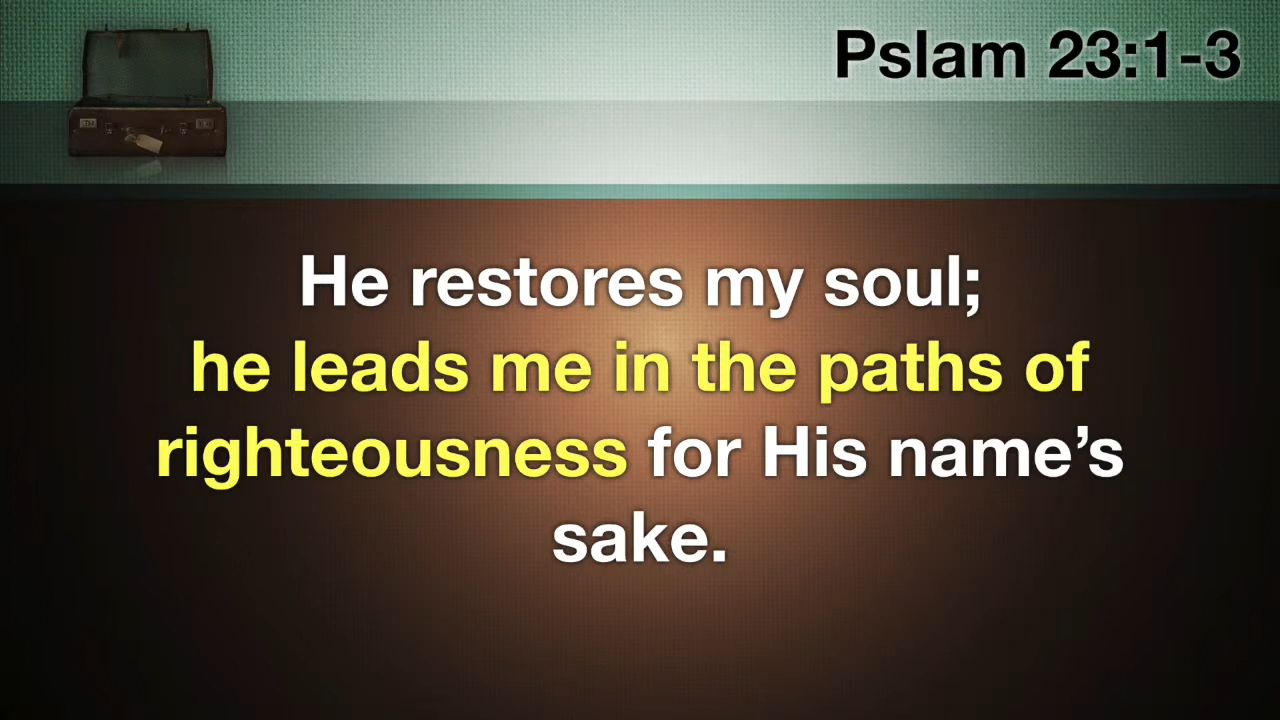 Pslam 23:1-3
He restores my soul;
he leads me in the paths of
righteousness for His name’s
sake.